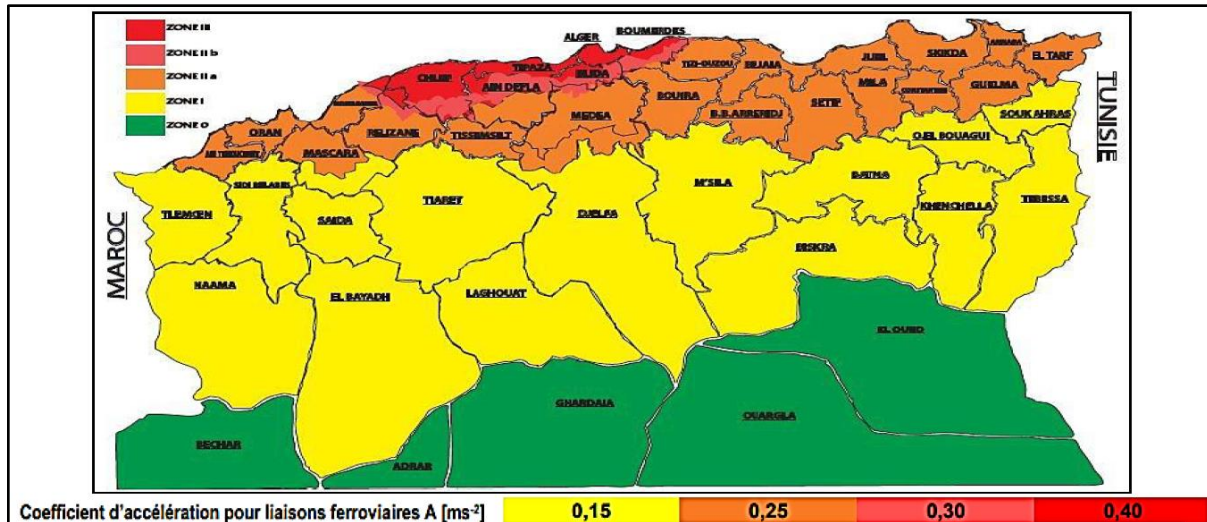 ZONE III
ZONE II b
ZONE II a
ZONE I
ZONE 0
ALGER
BOUMERDES
TIPAZA
BLIDA
CHLEF
AIN DEFLA
TIZI-OUZOU
BEJAIA
JIJEL
SKIKDA
ANNABA
EL TARF
MILA
GUELMA
BOUIRA
SETIF
B.B.ARRERIDJ
MEDEA
ORAN
RELIZANE
TISSEMSILT
MASCARA
SOUK AHRAS
O.EL BOUAGUI
TUNISIE
MAROC
TLEMCEN
SIDI BELABES
SAIDA
TIARET
DJELFA
M'SILA
BATNA
KHENCHELLA
TEBESSA
BISKRA
NAAMA
EL BAYADH
LAGHOUAT
EL OUED
GHARDAIA
OUARGLA
BECHAR
ADRAR
Coefficient d'accélération pour liaisons ferroviaires A [ms⁻²] 0,15 0,25 0,30 0,40